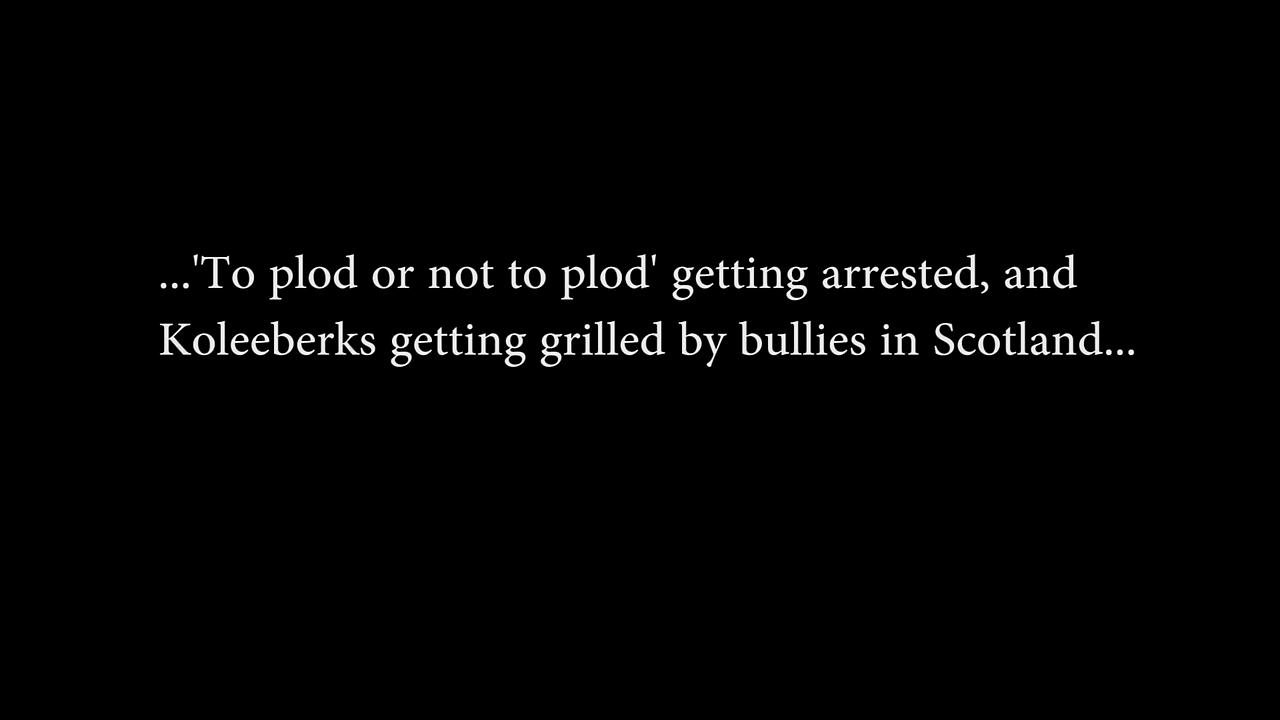 ...'To plod or not to plod' getting arrested, and
Koleeberks getting grilled by bullies in Scotland...